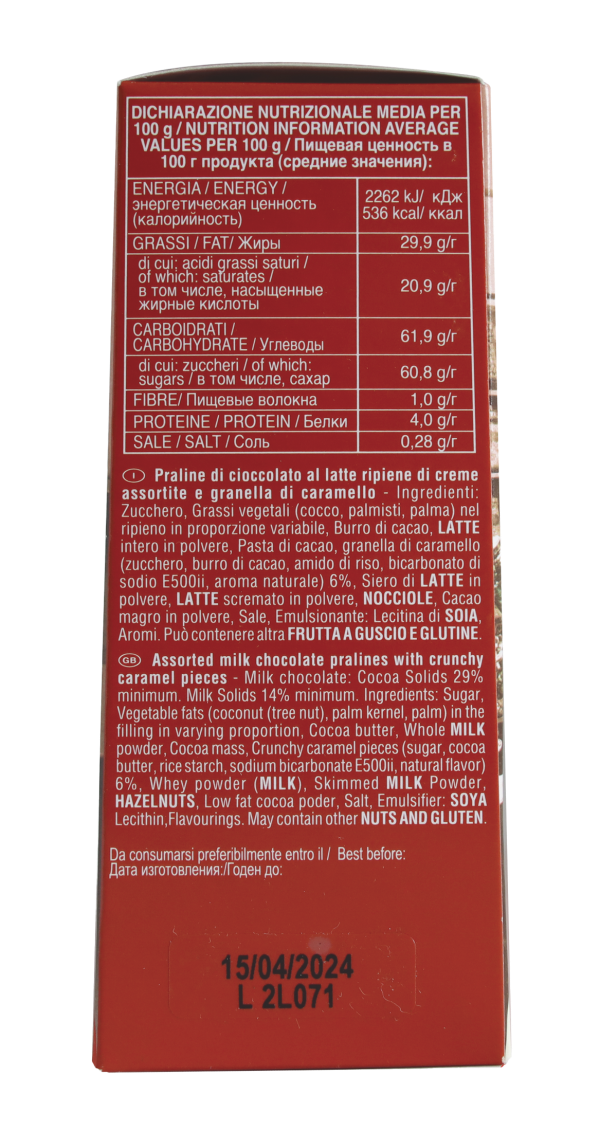 DICHIARAZIONE NUTRIZIONALE MEDIA PER
100 g / NUTRITION INFORMATION AVERAGE
VALUES PER 100 g / Пищевая ценность в
100 г продукта (средние значения):
ENERGIA / ENERGY /
энергетическая ценность
(калорийность)
2262 kJ/ кДж
536 kcal/ ккал
GRASSI / FAT/ Жиры
29,9 g/г
di cui: acidi grassi saturi /
of which: saturates /
в том числе, насыщенные
жирные кислоты
20,9 g/г
CARBOIDRATI /
CARBOHYDRATE / Углеводы
61,9 g/г
di cui: zuccheri / of which:
sugars / в том числе, сахар
60,8 g/г
FIBRE/ Пищевые волокна
1,0 g/г
PROTEINE / PROTEIN / Белки
4,0 g/г
SALE / SALT / Соль
0,28 g/г
I Praline di cioccolato al latte ripiene di creme
assortite e granella di caramello - Ingredienti:
Zucchero, Grassi vegetali (cocco, palmisti, palma) nel
ripieno in proporzione variabile, Burro di cacao, LATTE
intero in polvere, Pasta di cacao, granella di caramello
(zucchero, burro di cacao, amido di riso, bicarbonato di
sodio E500ii, aroma naturale) 6%, Siero di LATTE in
polvere, LATTE scremato in polvere, NOCCIOLE, Cacao
magro in polvere, Sale, Emulsionante: Lecitina di SOIA,
Aromi. Può contenere altra FRUTTA A GUSCIO E GLUTINE.
GB Assorted milk chocolate pralines with crunchy
caramel pieces - Milk chocolate: Cocoa Solids 29%
minimum. Milk Solids 14% minimum. Ingredients: Sugar,
Vegetable fats (coconut (tree nut), palm kernel, palm) in the
filling in varying proportion, Cocoa butter, Whole MILK
powder, Cocoa mass, Crunchy caramel pieces (sugar, cocoa
butter, rice starch, sodium bicarbonate E500ii, natural flavor)
6%, Whey powder (MILK), Skimmed MILK Powder,
HAZELNUTS, Low fat cocoa poder, Salt, Emulsifier: SOYA
Lecithin,Flavourings. May contain other NUTS AND GLUTEN.
Da consumarsi preferibilmente entro il / Best before:
Дата изготовления:/Годен до:
15/04/2024
L 2L071